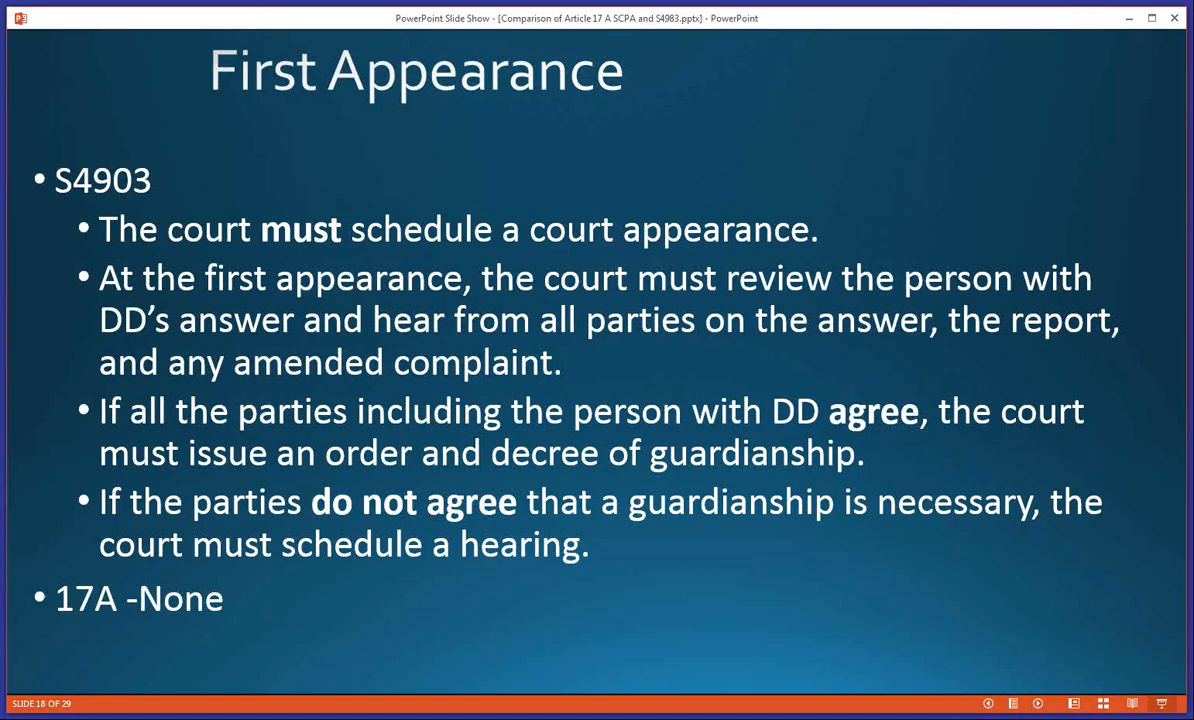 PowerPoint Slide Show - [Comparison of Article 17 A SCPA and S4983.pptx] - PowerPoint
First Appearance
• S4903
• The court must schedule a court appearance.
• At the first appearance, the court must review the person with
DD’s answer and hear from all parties on the answer, the report,
and any amended complaint.
• If all the parties including the person with DD agree, the court
must issue an order and decree of guardianship.
• If the parties do not agree that a guardianship is necessary, the
court must schedule a hearing.
• 17A -None
SLIDE 18 OF 29